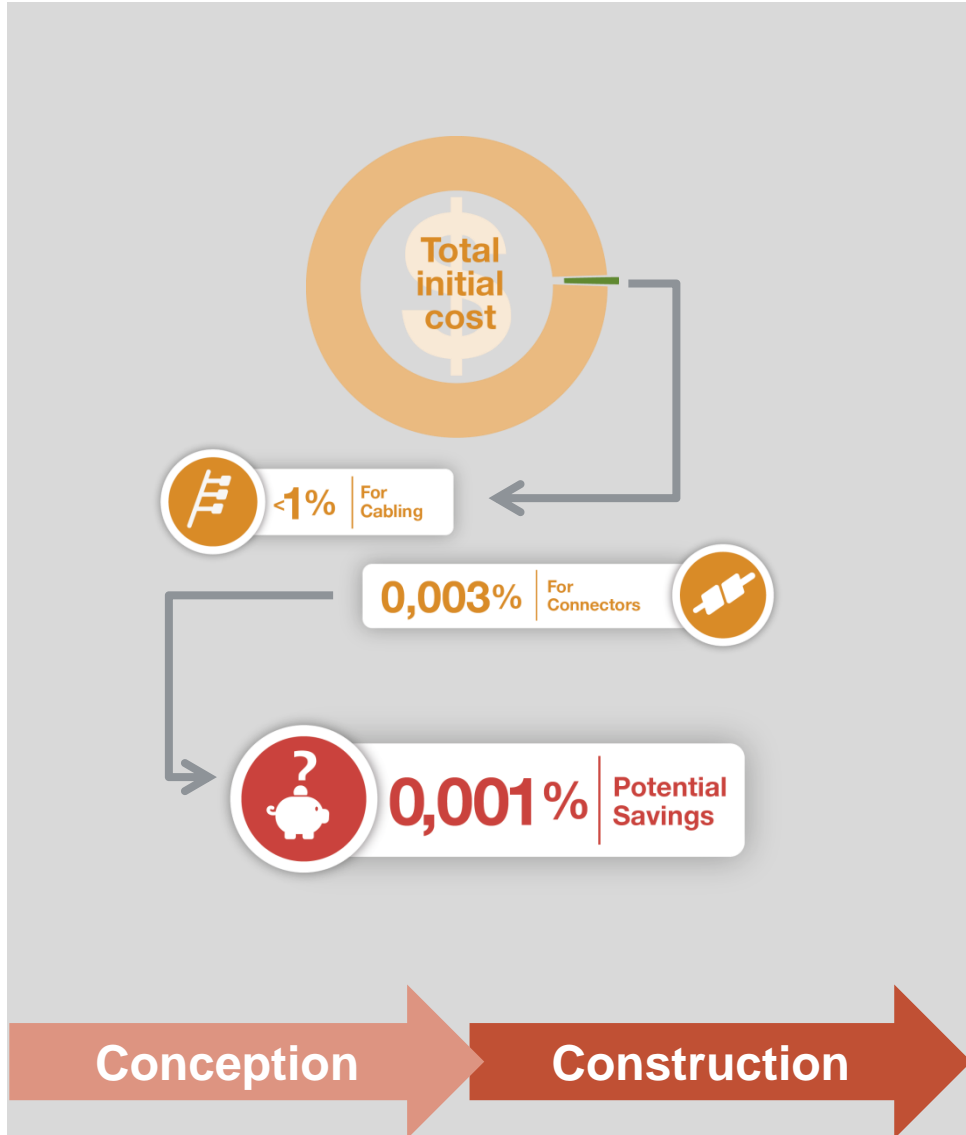 $
Total
initial
cost
<1%
For
Cabling
0,003%
For
Connectors
?
0,001%
Potential
Savings
Conception
Construction